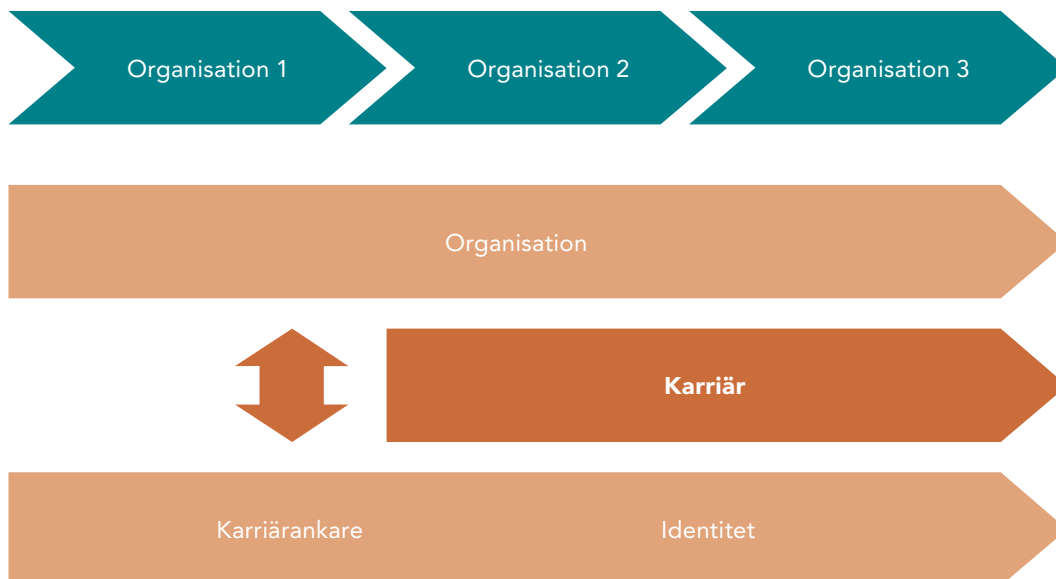 Organisation 1 Organisation 2 Organisation 3
Organisation
Karriär
Karriärankare Identitet